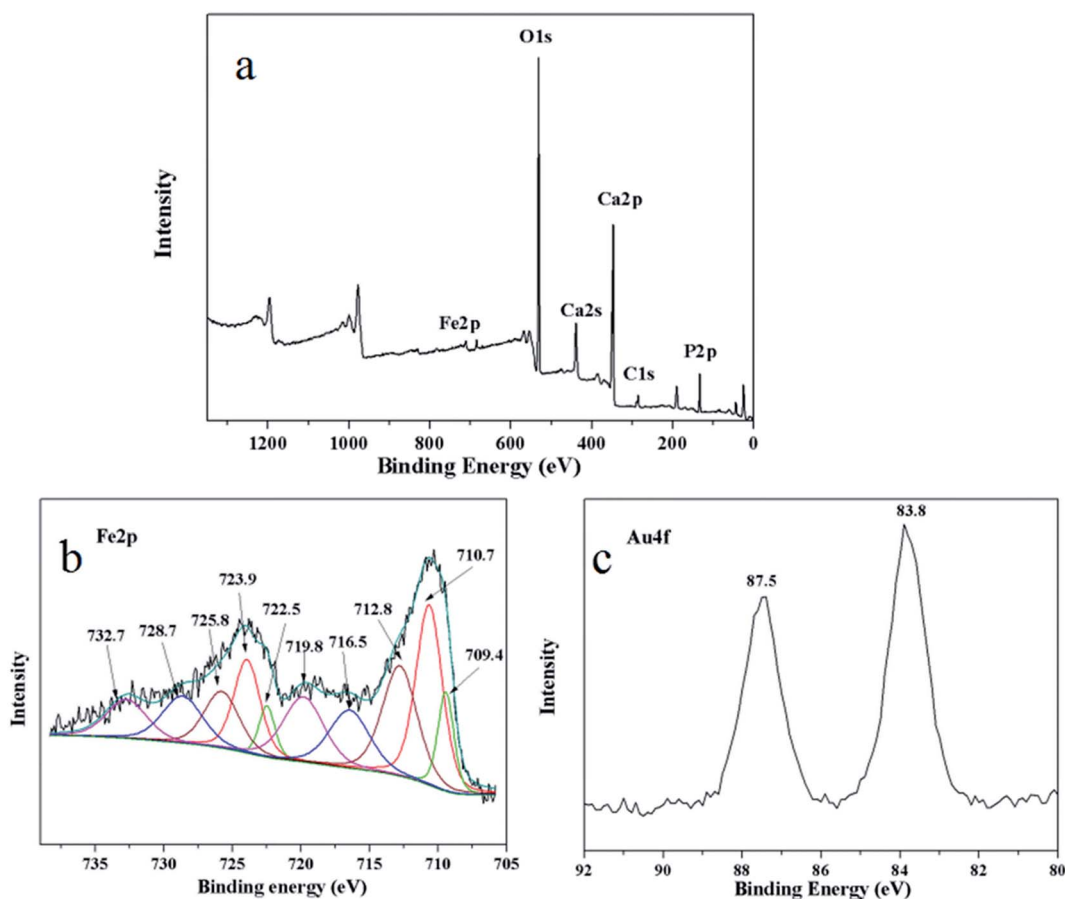 a
O1s
Ca2p
Ca2s
Fe2p
C1s
P2p
Intensity
1200 1000 800 600 400 200 0
Binding Energy (eV)
b
Fe2p
710.7
723.9
722.5
712.8
725.8
719.8
716.5
728.7
732.7
709.4
Intensity
735 730 725 720 715 710 705
Binding energy (eV)
c
Au4f
83.8
87.5
Intensity
92 90 88 86 84 82 80
Binding Energy (eV)